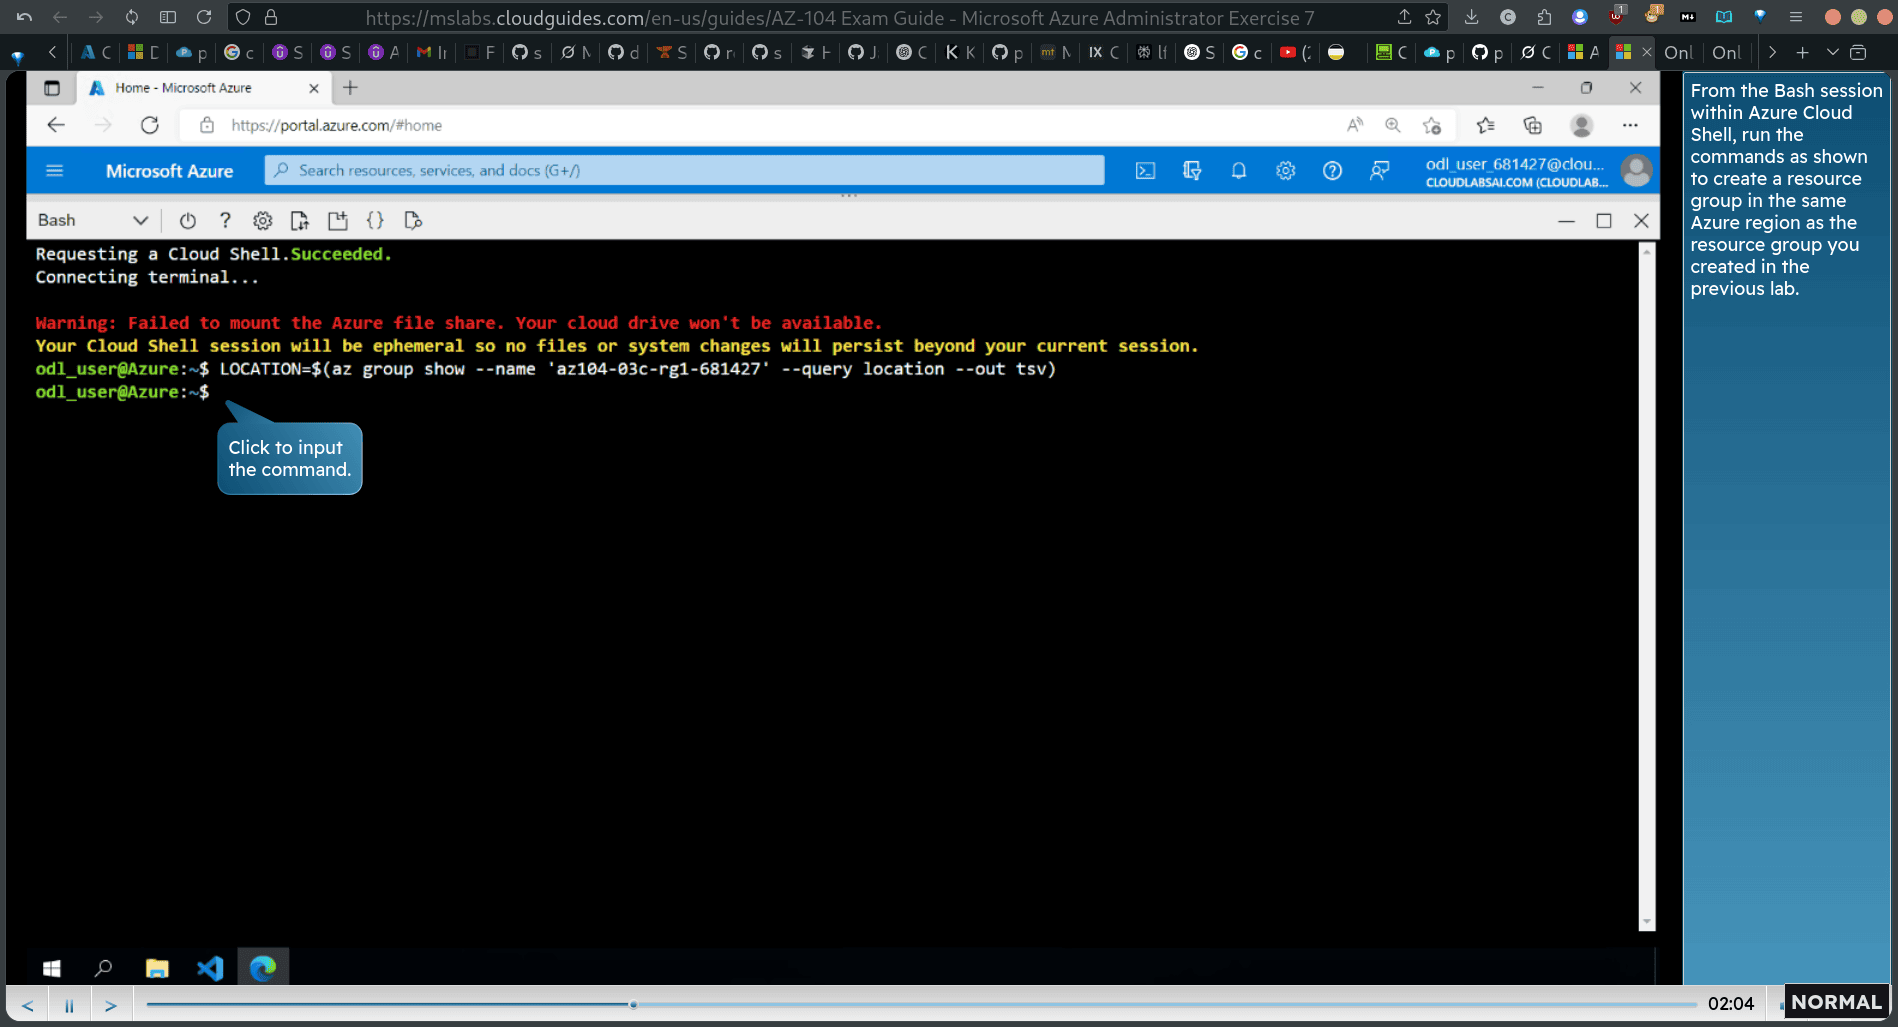 https://mslabs.cloudguides.com/en-us/guides/AZ-104 Exam Guide - Microsoft Azure Administrator Exercise 7
Onl
Onl
Home - Microsoft Azure
https://portal.azure.com/#home
Microsoft Azure
Search resources, services, and docs (G+/)
odl_user_681427@clou...
CLOUDLABSAI.COM (CLOUDLAB...
Bash
Requesting a Cloud Shell.Succeeded.
Connecting terminal...
Warning: Failed to mount the Azure file share. Your cloud drive won't be available.
Your Cloud Shell session will be ephemeral so no files or system changes will persist beyond your current session.
odl_user@Azure:~$ LOCATION=$(az group show --name 'az104-03c-rg1-681427' --query location --out tsv)
odl_user@Azure:~$
Click to input
the command.
From the Bash session
within Azure Cloud
Shell, run the
commands as shown
to create a resource
group in the same
Azure region as the
resource group you
created in the
previous lab.
02:04
NORMAL